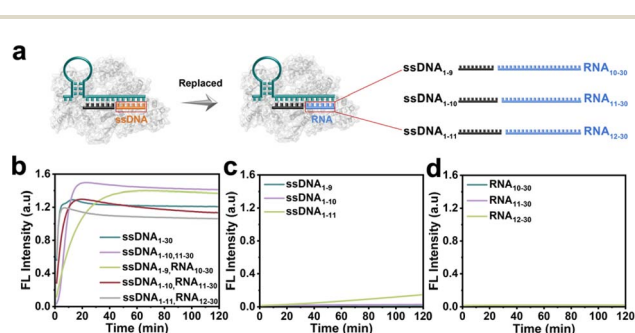 a
Replaced
ssDNA
RNA
ssDNA1-9 RNA10-30
ssDNA1-10 RNA11-30
ssDNA1-11 RNA12-30
b
FL Intensity (a.u)
1.6
1.2
0.8
0.4
0.0
0 20 40 60 80 100 120
Time (min)
ssDNA1-30
ssDNA1-10,11-30
ssDNA1-9,RNA10-30
ssDNA1-10,RNA11-30
ssDNA1-11,RNA12-30
c
FL Intensity (a.u)
1.6
1.2
0.8
0.4
0.0
0 20 40 60 80 100 120
Time (min)
ssDNA1-9
ssDNA1-10
ssDNA1-11
d
FL Intensity (a.u)
1.6
1.2
0.8
0.4
0.0
0 20 40 60 80 100 120
Time (min)
RNA10-30
RNA11-30
RNA12-30